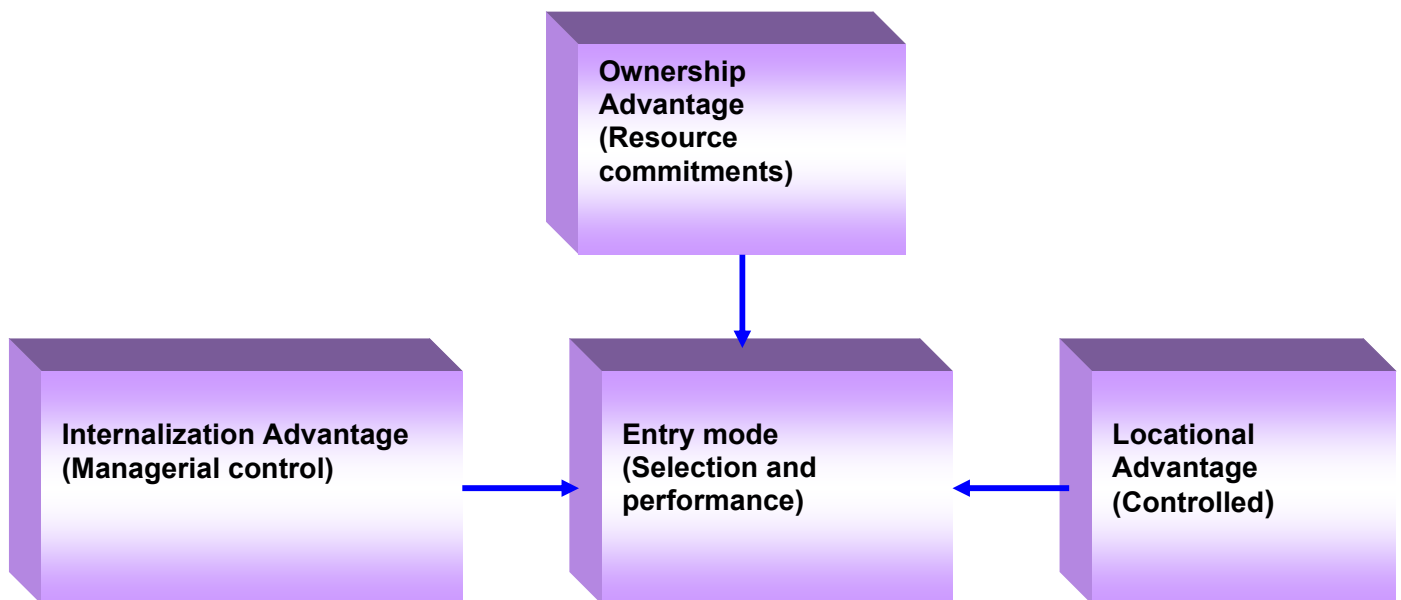 Ownership
Advantage
(Resource
commitments)
Internalization Advantage
(Managerial control)
Entry mode
(Selection and
performance)
Locational
Advantage
(Controlled)